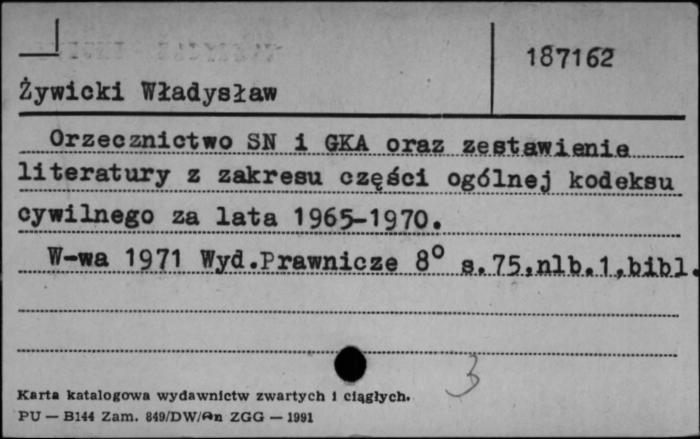 187162
Żywicki Władysław
Orzecznictwo SN i GKA oraz zestawienie
literatury z zakresu części ogólnej kodeksu
cywilnego za lata 1965-1970.
W-wa 1971 Wyd.Prawnicze 8° s.75,nlb.1,bibl.
3
Karta katalogowa wydawnictw zwartych i ciągłych.
PU — B144 Zam. 849/DW/An ZGG — 1991